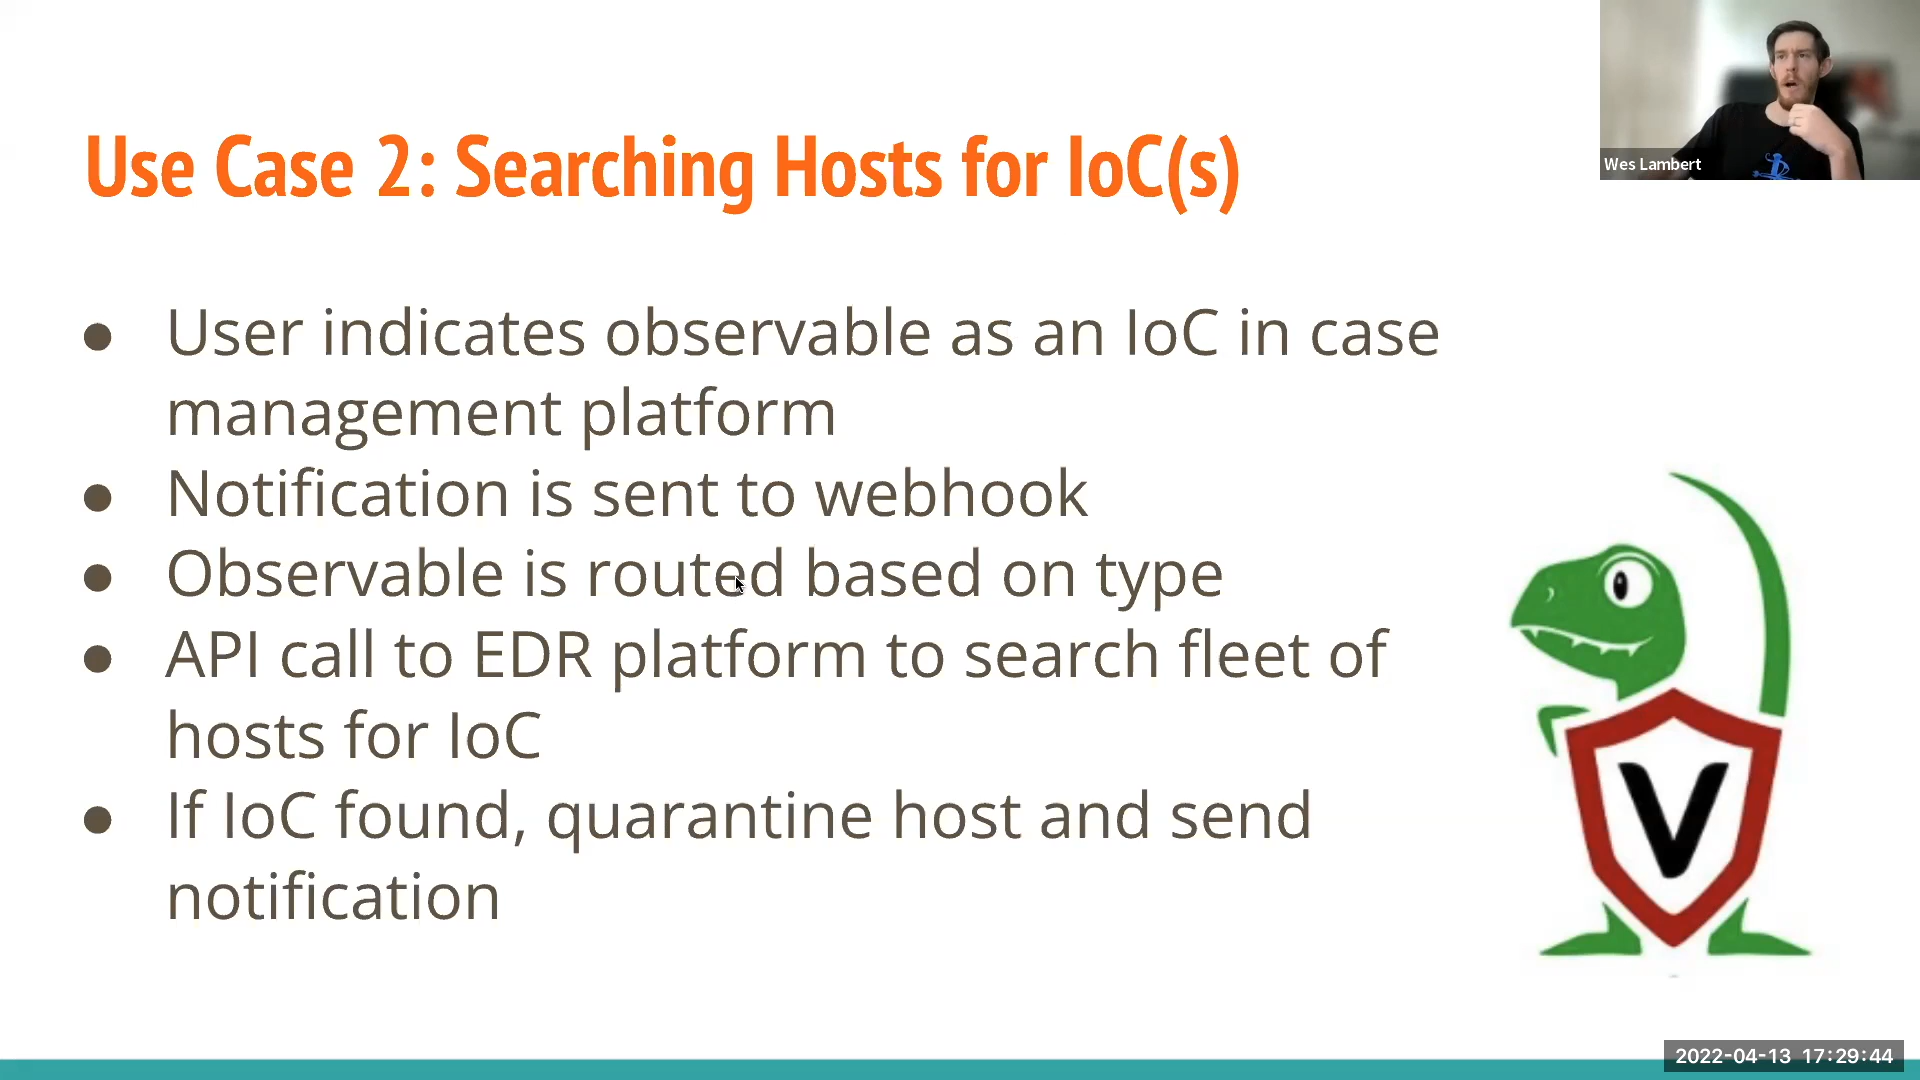 Use Case 2: Searching Hosts for IoC(s)
Wes Lambert
● User indicates observable as an IoC in case
management platform
● Notification is sent to webhook
● Observable is routed based on type
● API call to EDR platform to search fleet of
hosts for IoC
● If IoC found, quarantine host and send
notification
V
2022-04-13 17:29:44